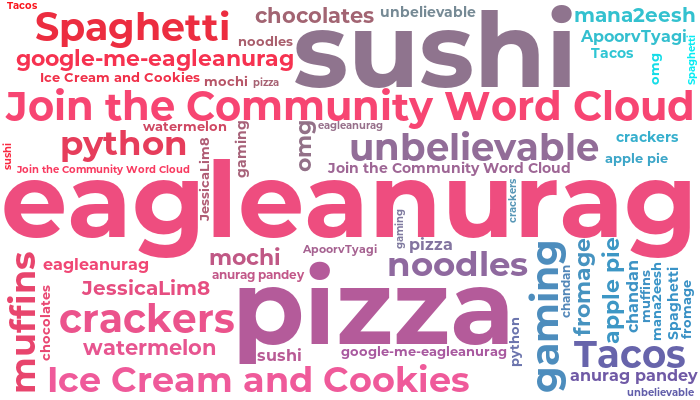 Tacos
Spaghetti
chocolates
unbelievable
sushi
mana2eesh
ApoorvTyagi
noodles
google-me-eagleanurag
Tacos
omg
Spaghetti
Ice Cream and Cookies
mochi
pizza
Join the Community Word Cloud
watermelon
gaming
omg
eagleanurag
python
unbelievable
crackers
sushi
JessicaLim8
apple pie
Join the Community Word Cloud
Join the Community Word Cloud
crackers
eagleanurag
gaming
pizza
ApoorvTyagi
mochi
noodles
eagleanurag
anurag pandey
muffins
chocolates
JessicaLim8
pizza
gaming
chandan
fromage
apple pie
chandan
muffins
mana2eesh
Spaghetti
fromage
crackers
python
watermelon
sushi
google-me-eagleanurag
Tacos
Ice Cream and Cookies
anurag pandey
unbelievable